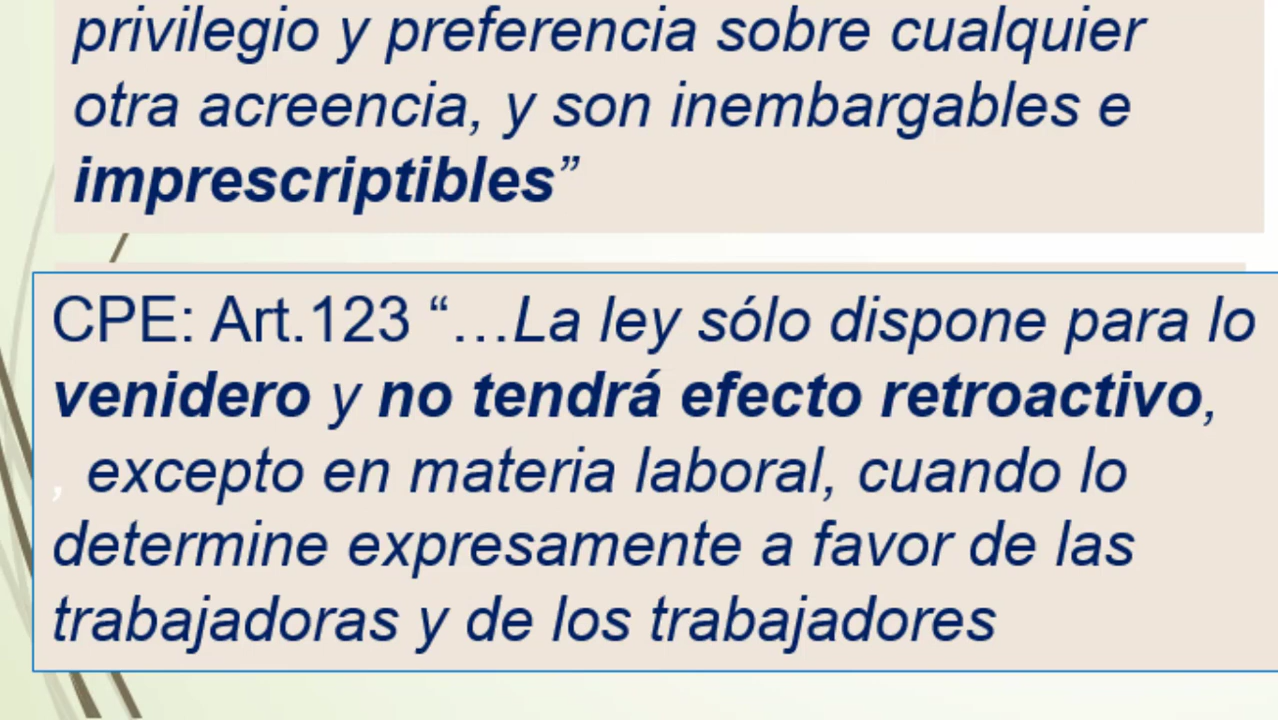 privilegio y preferencia sobre cualquier
otra acreencia, y son inembargables e
imprescriptibles”
CPE: Art.123 “…La ley sólo dispone para lo
venidero y no tendrá efecto retroactivo,
, excepto en materia laboral, cuando lo
determine expresamente a favor de las
trabajadoras y de los trabajadores